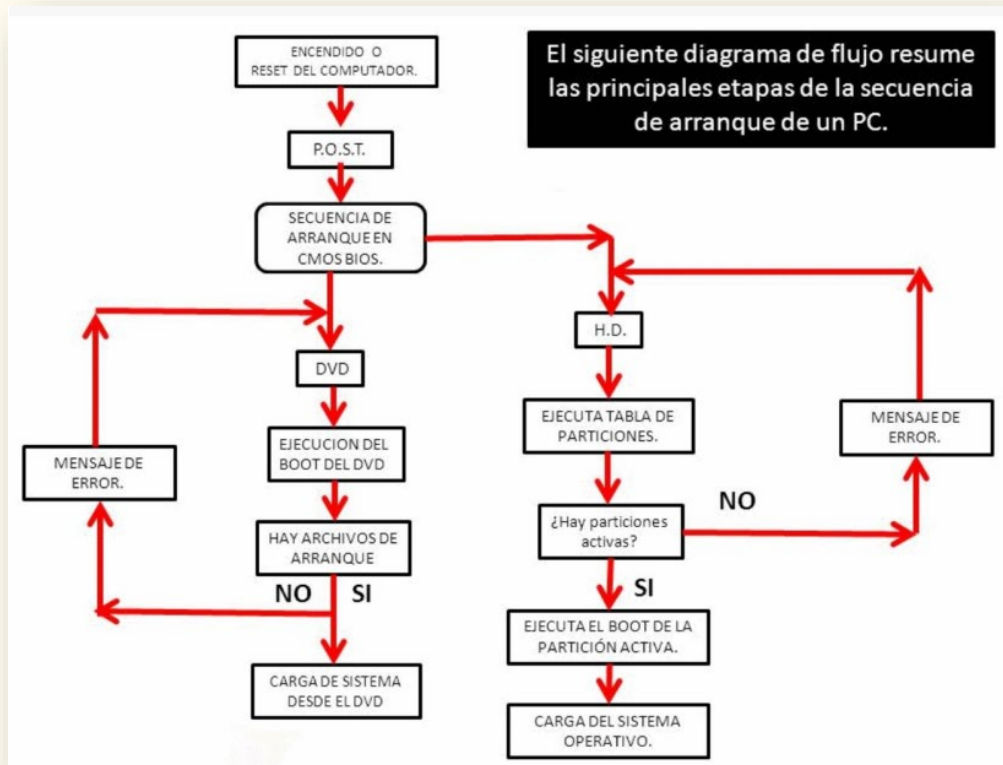 ENCENDIDO O
RESET DEL COMPUTADOR.
El siguiente diagrama de flujo resume
las principales etapas de la secuencia
de arranque de un PC.
P.O.S.T.
SECUENCIA DE
ARRANQUE EN
CMOS BIOS.
DVD
EJECUCION DEL
BOOT DEL DVD
MENSAJE DE
ERROR.
HAY ARCHIVOS DE
ARRANQUE
NO SI
CARGA DE SISTEMA
DESDE EL DVD
H.D.
EJECUTA TABLA DE
PARTICIONES.
MENSAJE DE
ERROR.
¿Hay particiones
activas?
NO
SI
EJECUTA EL BOOT DE LA
PARTICIÓN ACTIVA.
CARGA DEL SISTEMA
OPERATIVO.